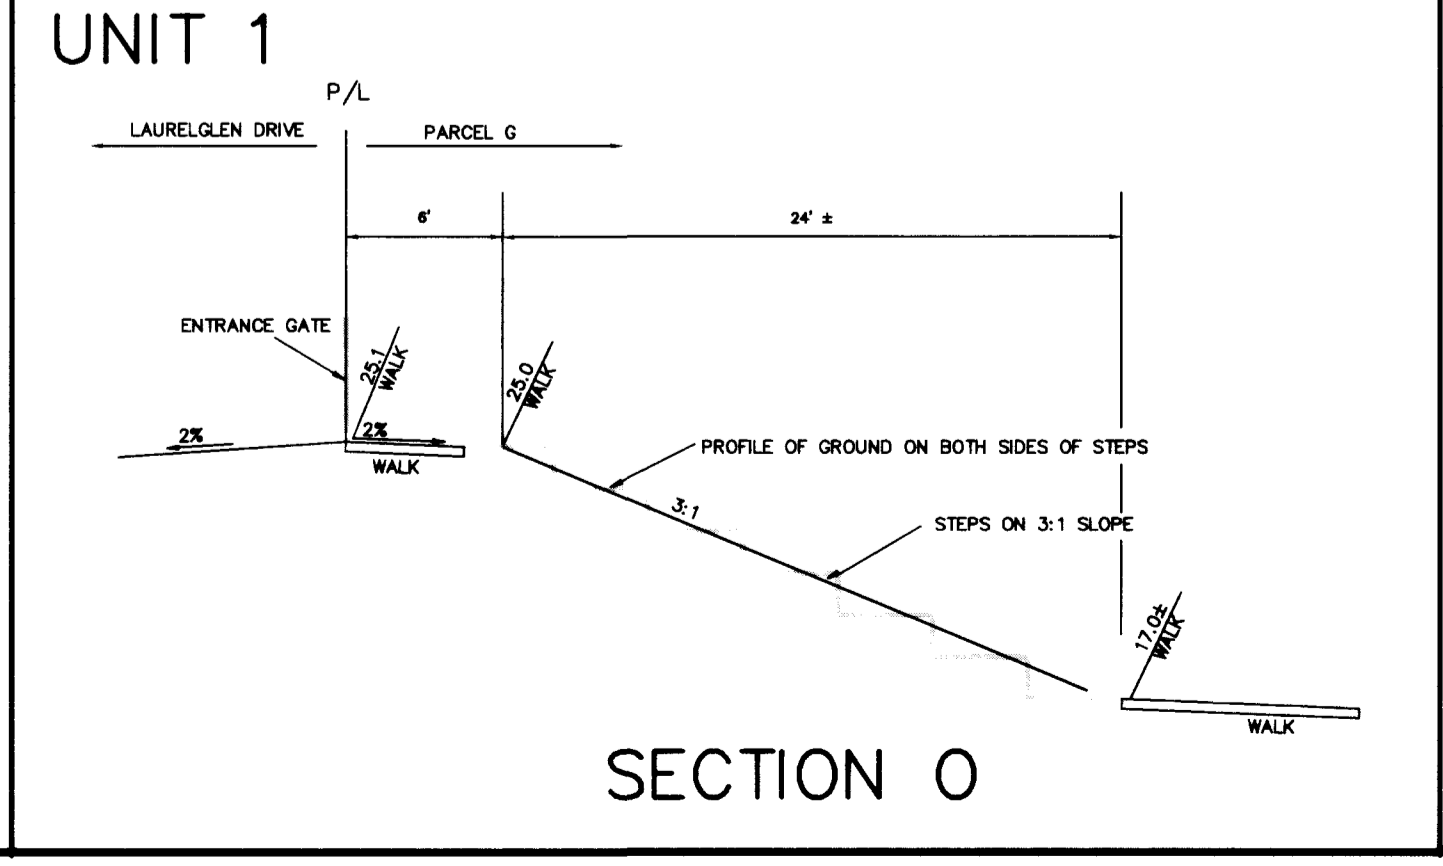 UNIT 1
P/L
LAURELGLEN DRIVE
PARCEL G
6'
24' ±
ENTRANCE GATE
25.1
WALK
25.0
WALK
2%
2%
WALK
PROFILE OF GROUND ON BOTH SIDES OF STEPS
3:1
STEPS ON 3:1 SLOPE
17.0±
WALK
WALK
SECTION O